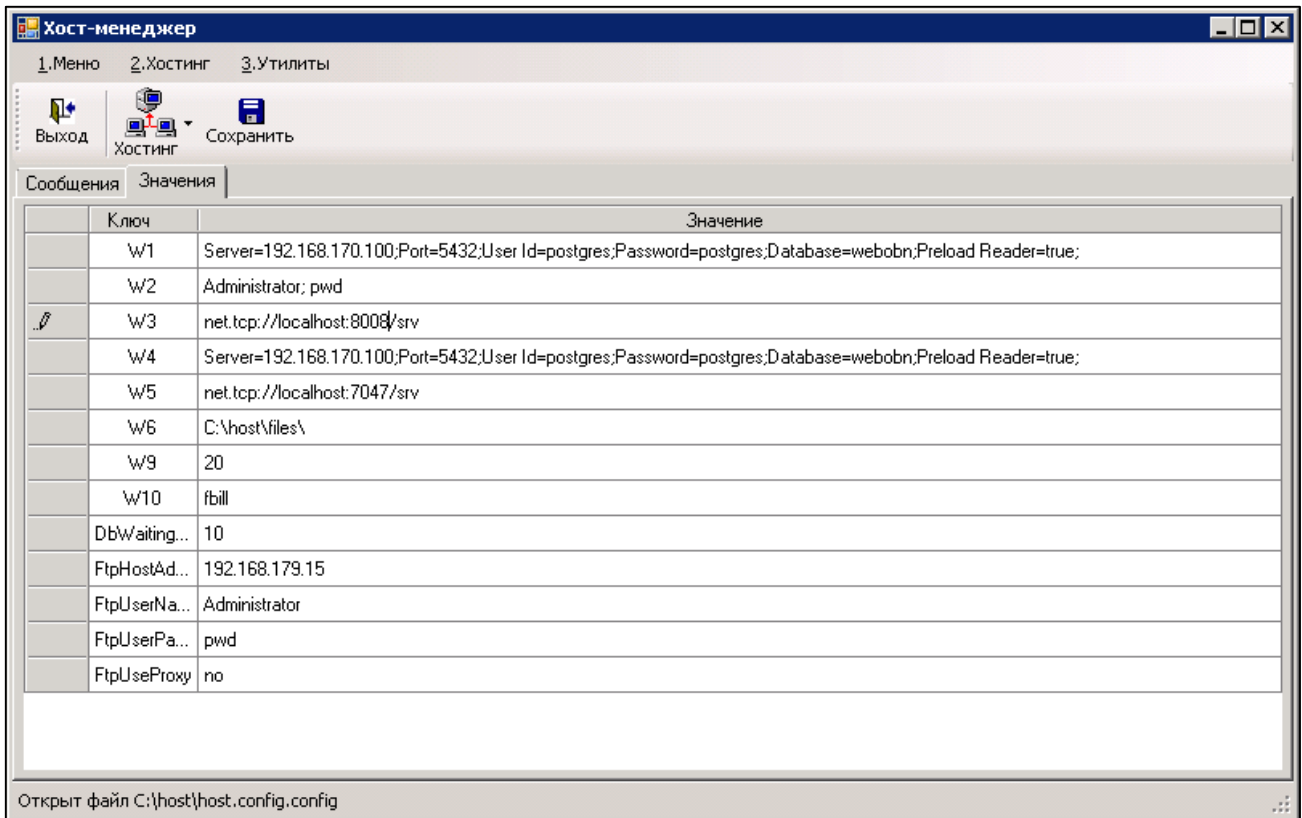 Хост-менеджер
1.Меню 2.Хостинг 3.Утилиты
Выход Хостинг Сохранить
Сообщения Значения
Ключ Значение
W1 Server=192.168.170.100;Port=5432;User Id=postgres;Password=postgres;Database=webobn;Preload Reader=true;
W2 Administrator; pwd
W3 net.tcp://localhost:8008/srv
W4 Server=192.168.170.100;Port=5432;User Id=postgres;Password=postgres;Database=webobn;Preload Reader=true;
W5 net.tcp://localhost:7047/srv
W6 C:\host\files\
W9 20
W10 fbill
DbWaiting... 10
FtpHostAd... 192.168.179.15
FtpUserNa... Administrator
FtpUserPa... pwd
FtpUseProxy no
Открыт файл C:\host\host.config.config